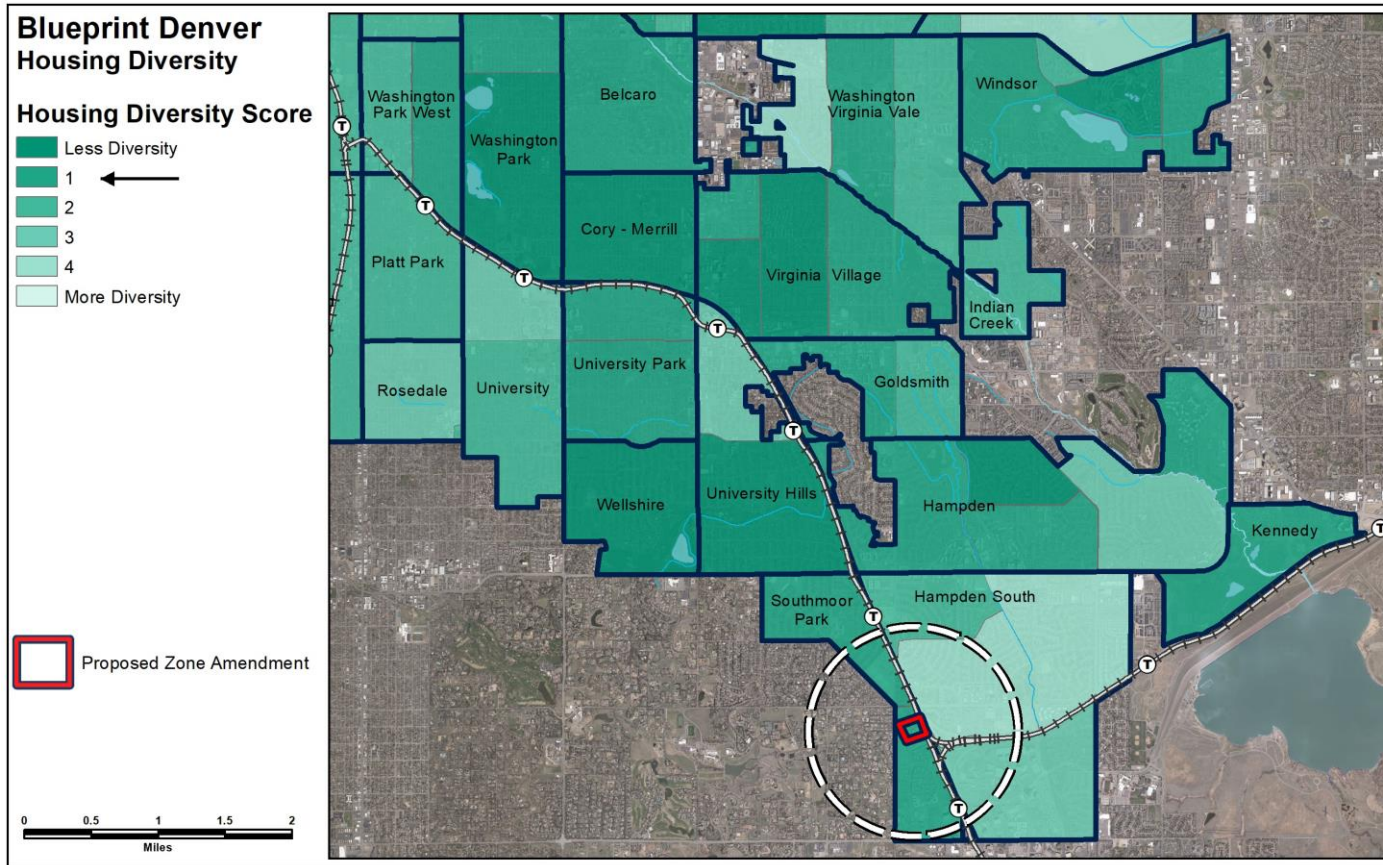 Blueprint Denver
Housing Diversity
Housing Diversity Score
Less Diversity
1
2
3
4
More Diversity
Proposed Zone Amendment
0 0.5 1 1.5 2
Miles
Washington
Park West
Washington
Park
Belcaro
Washington
Virginia Vale
Windsor
Platt Park
Cory - Merrill
Virginia Village
Indian
Creek
Rosedale
University
University Park
Goldsmith
Wellshire
University Hills
Hampden
Kennedy
Southmoor
Park
Hampden South
T
T
T
T
T
T
T
T
T